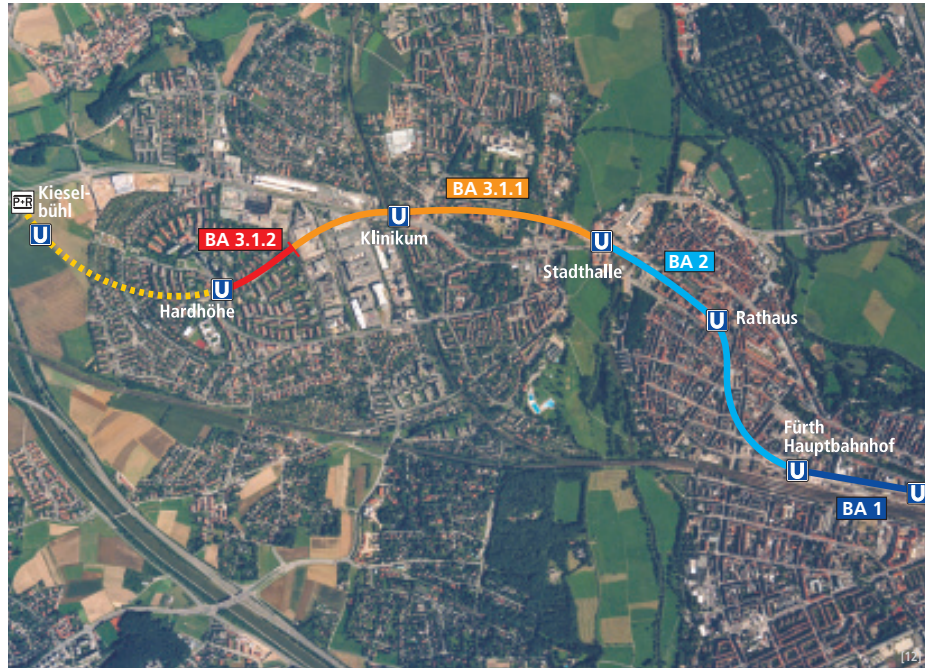 P+R
Kiesel-
bühl
U
BA 3.1.2
U
Hardhöhe
U
Klinikum
BA 3.1.1
U
Stadthalle
BA 2
U
Rathaus
Fürth
Hauptbahnhof
U
BA 1
U
[12]